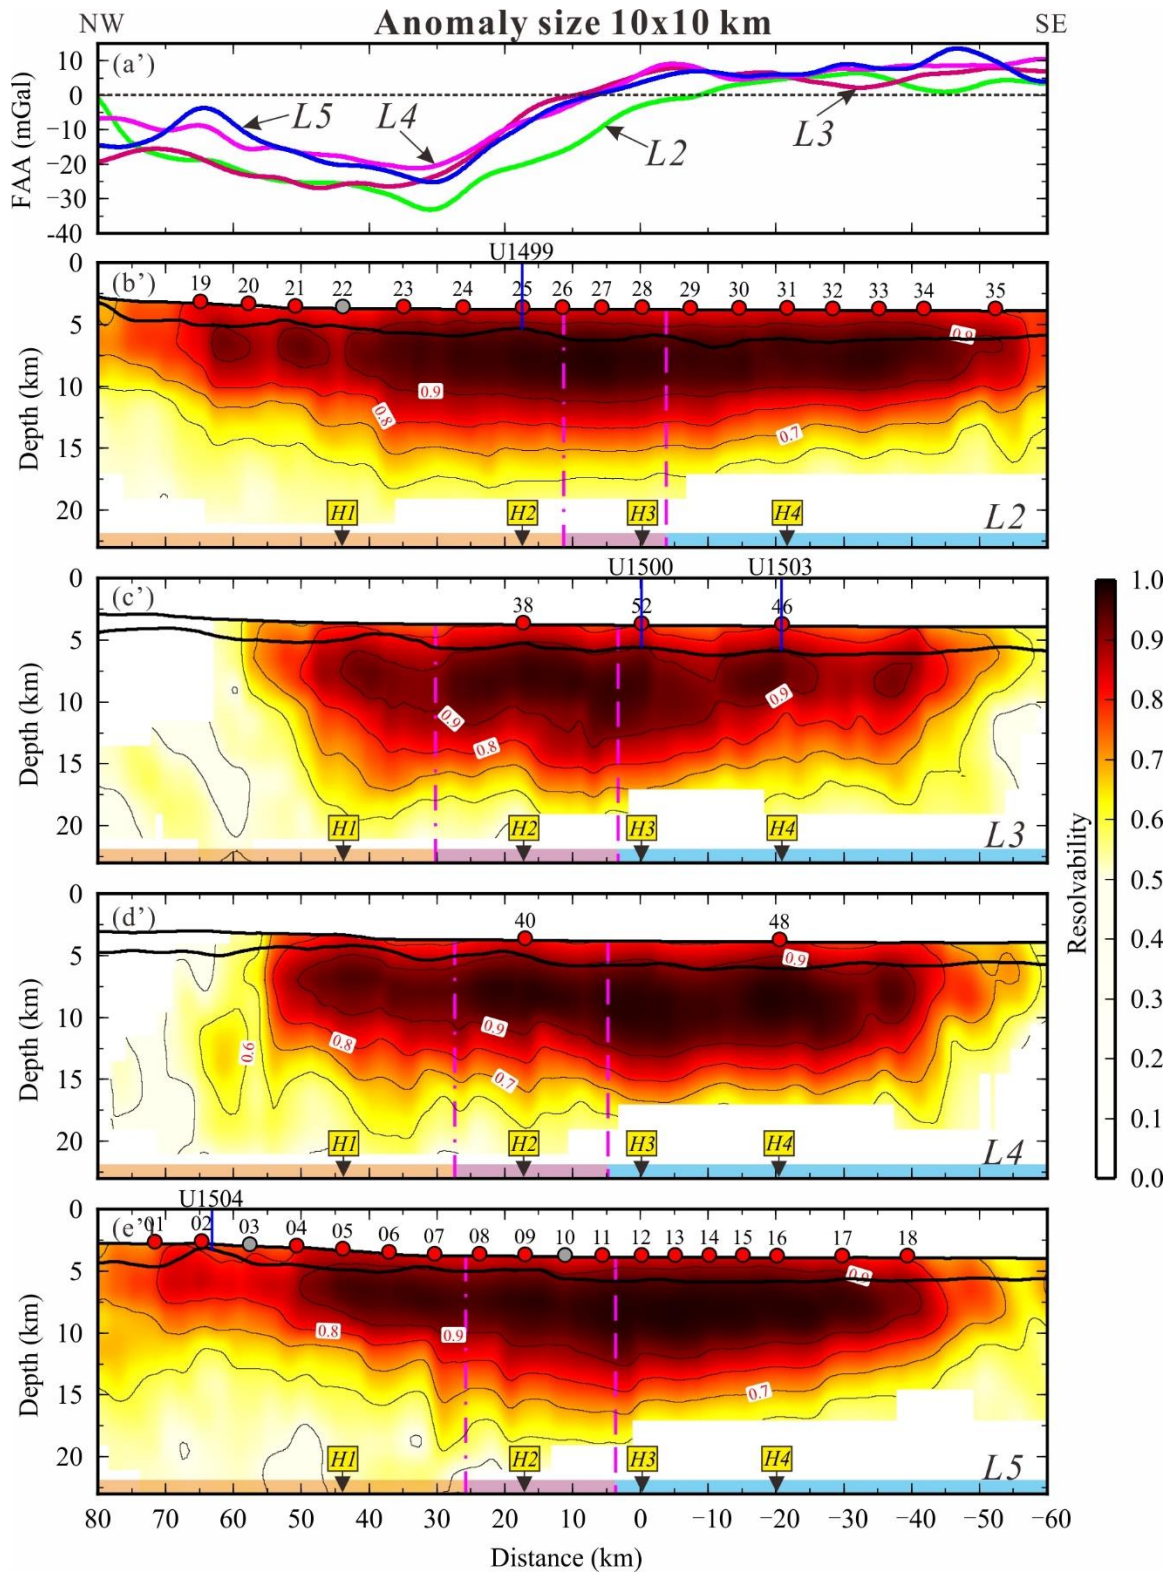 NW Anomaly size 10x10 km SE
(a’)
10
0
−10
−20
−30
-40
FAA (mGal)
L5 L4 L2 L3
U1499
(b’)
19 20 21 22 23 24 25 26 27 28 29 30 31 32 33 34 35
0
5
10
15
20
Depth (km)
0.9 0.9 0.8 0.7
H1 H2 H3 H4
L2
U1500 U1503
(c’)
38 52 46
0
5
10
15
20
Depth (km)
0.9 0.9 0.8
H1 H2 H3 H4
L3
(d’)
40 48
0
5
10
15
20
Depth (km)
0.9 0.9 0.8 0.6 0.7
H1 H2 H3 H4
L4
U1504
(e’)
01 02 03 04 05 06 07 08 09 10 11 12 13 14 15 16 17 18
0
5
10
15
20
Depth (km)
0.9 0.8 0.9 0.7
H1 H2 H3 H4
L5
80 70 60 50 40 30 20 10 0 −10 −20 −30 −40 −50 −60
Distance (km)
1.0
0.9
0.8
0.7
0.6
0.5
0.4
0.3
0.2
0.1
0.0
Resolvability